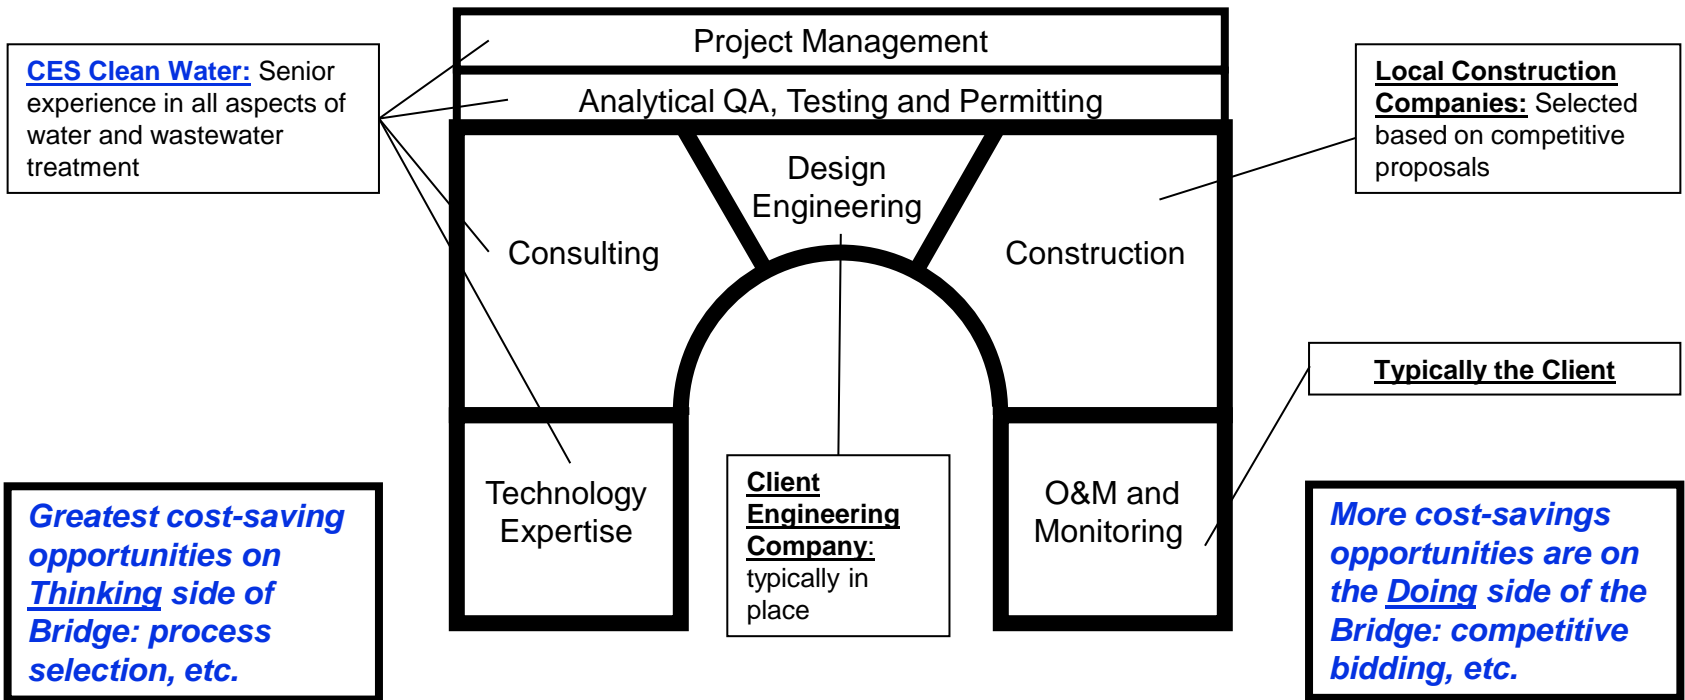 Project Management
Analytical QA, Testing and Permitting
CES Clean Water: Senior
experience in all aspects of
water and wastewater
treatment
Local Construction
Companies: Selected
based on competitive
proposals
Design
Engineering
Consulting
Construction
Typically the Client
Technology
Expertise
Client
Engineering
Company:
typically in
place
O&M and
Monitoring
Greatest cost-saving
opportunities on
Thinking side of
Bridge: process
selection, etc.
More cost-savings
opportunities are on
the Doing side of the
Bridge: competitive
bidding, etc.